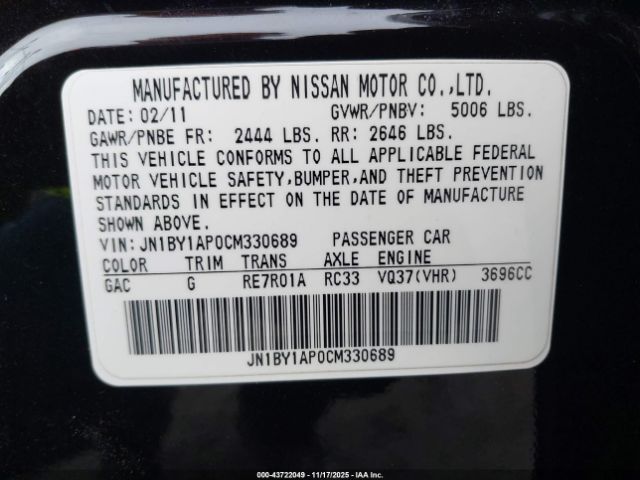 MANUFACTURED BY NISSAN MOTOR CO.,LTD.
DATE: 02/11 GVWR/PNBV: 5006 LBS.
GAWR/PNBE FR: 2444 LBS. RR: 2646 LBS.
THIS VEHICLE CONFORMS TO ALL APPLICABLE FEDERAL
MOTOR VEHICLE SAFETY,BUMPER,AND THEFT PREVENTION
STANDARDS IN EFFECT ON THE DATE OF MANUFACTURE
SHOWN ABOVE.
VIN: JN1BY1AP0CM330689 PASSENGER CAR
COLOR TRIM TRANS AXLE ENGINE
GAC G RE7R01A RC33 VQ37(VHR) 3696CC
JN1BY1AP0CM330689
000-43722049 - 11/17/2025 - IAA Inc.